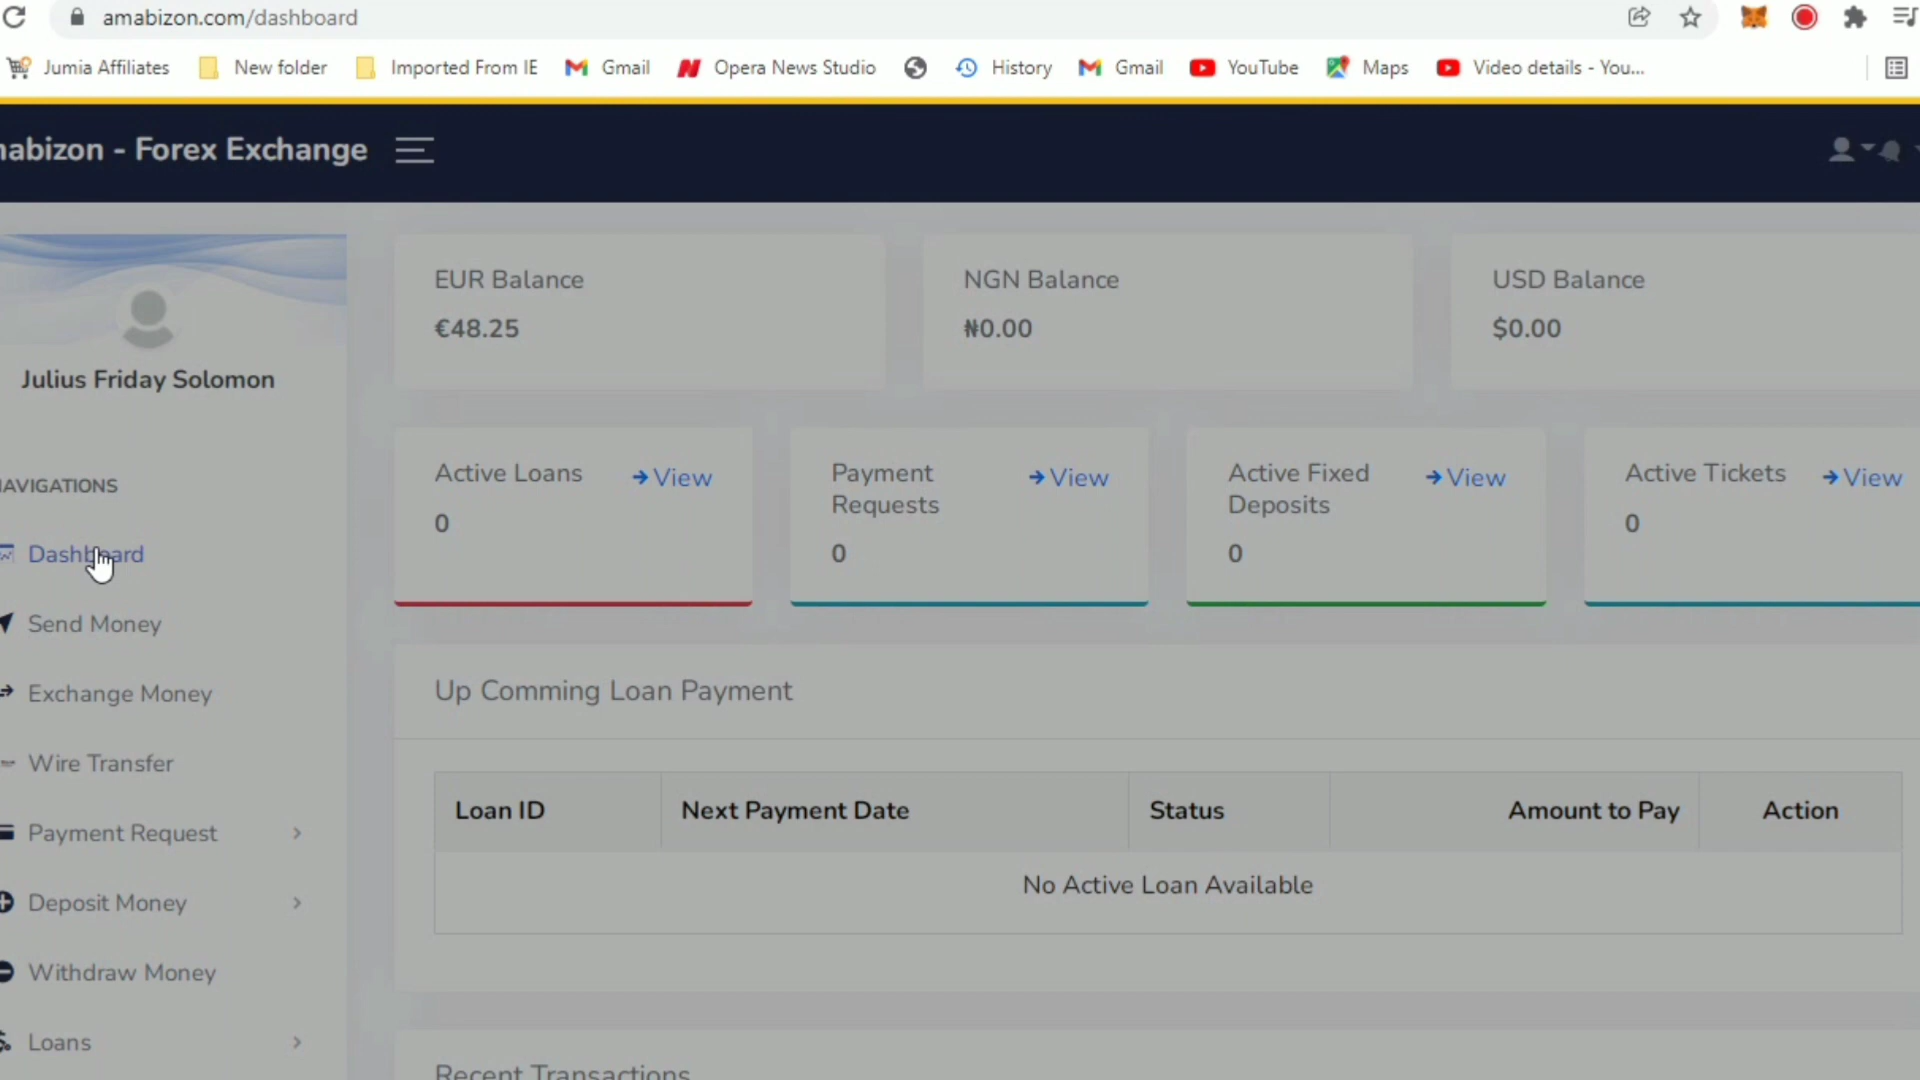 amabizon.com/dashboard
Jumia Affiliates New folder Imported From IE Gmail Opera News Studio History Gmail YouTube Maps Video details - You...
nabizon - Forex Exchange
EUR Balance NGN Balance USD Balance
€48.25 ₦0.00 $0.00
Julius Friday Solomon
Active Loans View Payment Requests View Active Fixed Deposits View Active Tickets View
0 0 0 0
NAVIGATIONS
Dashboard
Send Money
Exchange Money
Wire Transfer
Payment Request
Deposit Money
Withdraw Money
Loans
Up Comming Loan Payment
Loan ID Next Payment Date Status Amount to Pay Action
No Active Loan Available
Recent Transactions